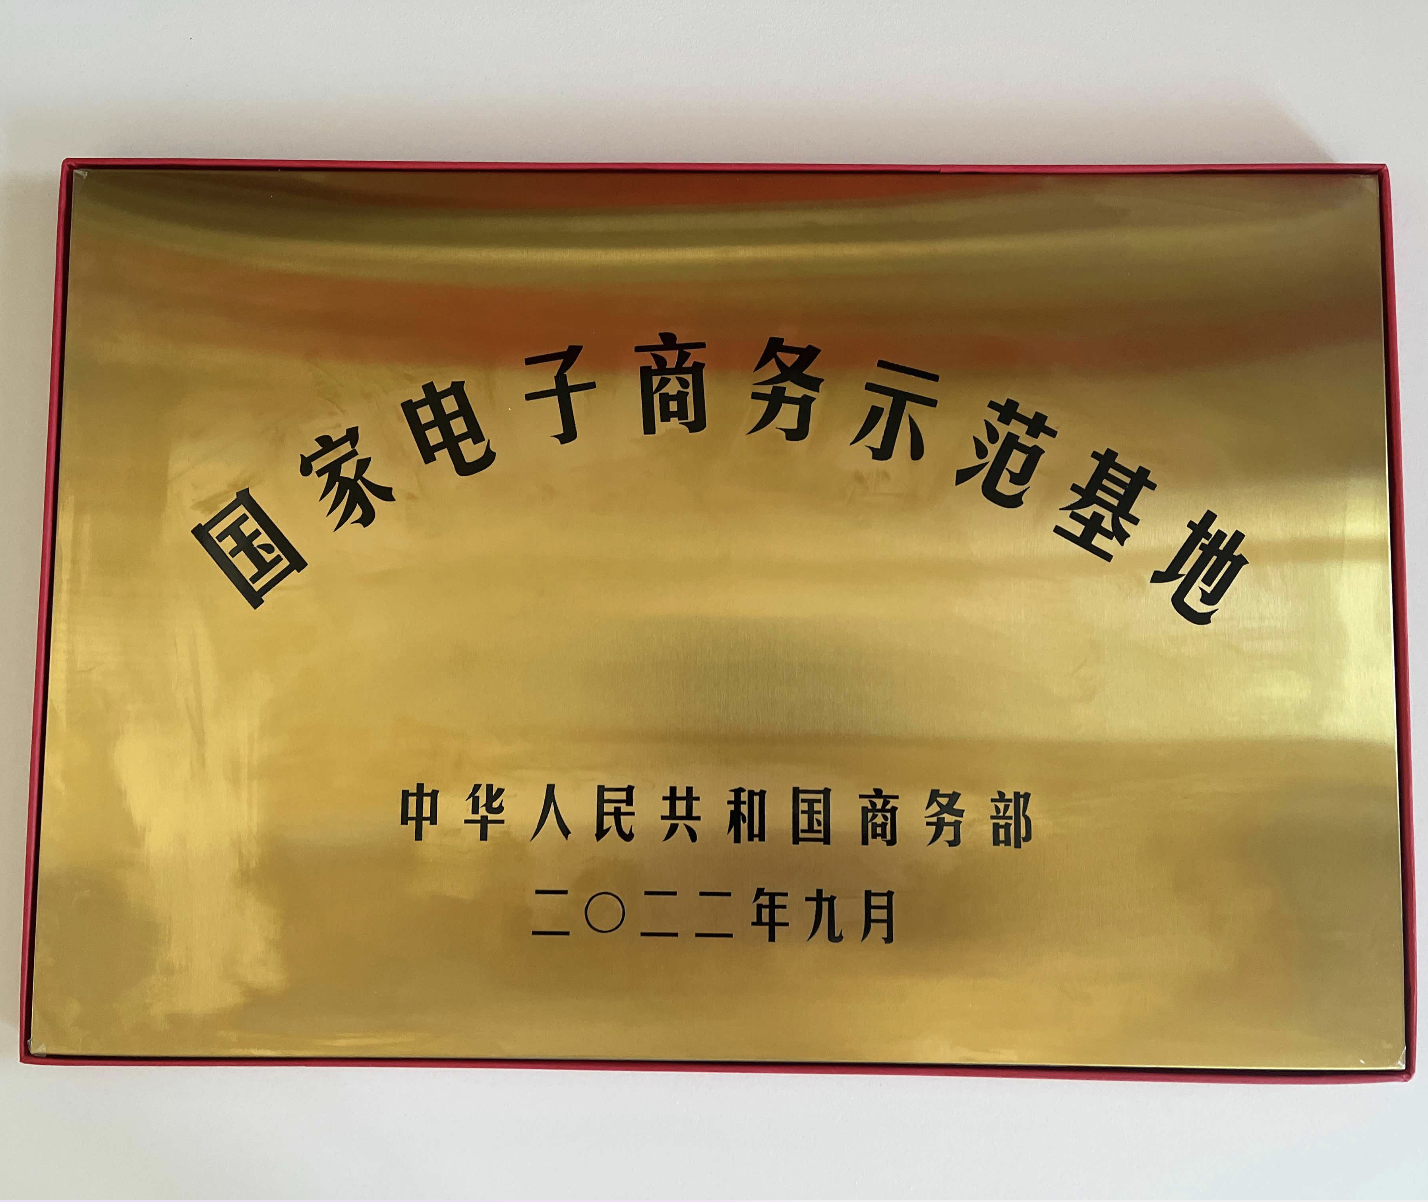 国家电子商务示范基地
中华人民共和国商务部
二〇二二年九月